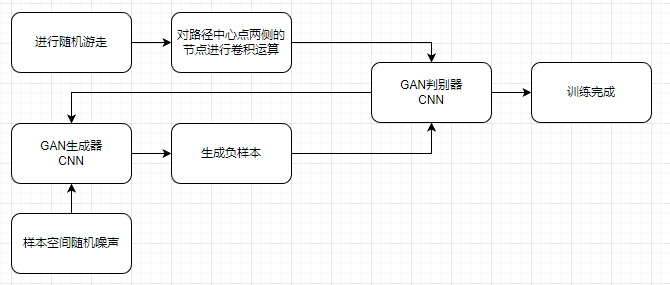 进行随机游走
对路径中心点两侧的
节点进行卷积运算
GAN判别器
CNN
训练完成
GAN生成器
CNN
生成负样本
样本空间随机噪声